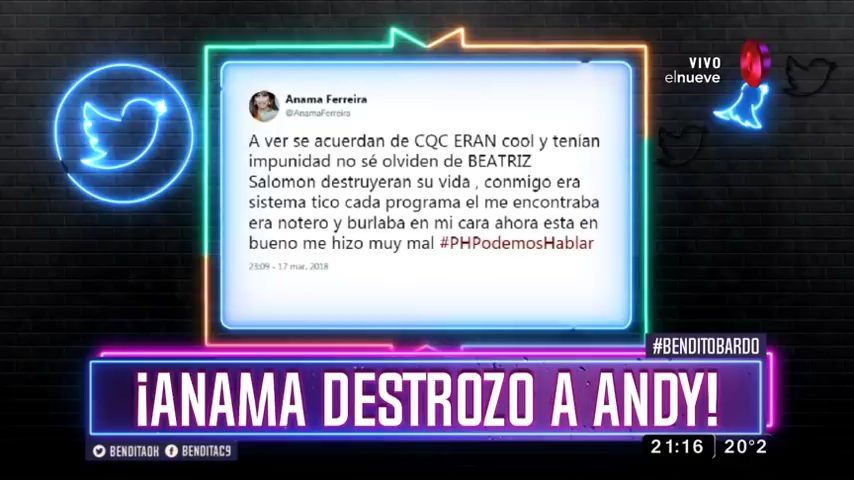 VIVO
elnueve
Anama Ferreira
@AnamaFerreira
A ver se acuerdan de CQC ERAN cool y tenían
impunidad no sé olviden de BEATRIZ
Salomon destruyeran su vida , conmigo era
sistema tico cada programa el me encontraba
era notero y burlaba en mi cara ahora esta en
bueno me hizo muy mal #PHPodemosHablar
23:09 - 17 mar. 2018
#BENDITOBARDO
¡ANAMA DESTROZO A ANDY!
BENDITAOK BENDITAC9
21:16 20°2